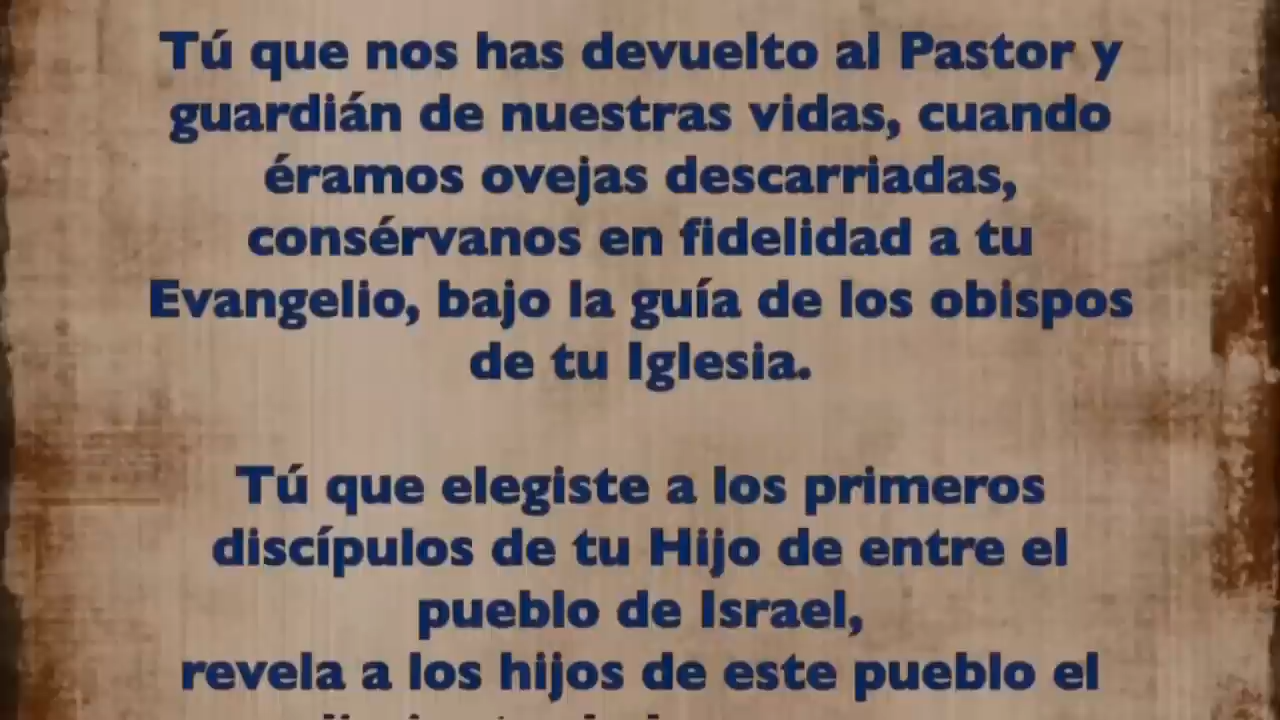 Tú que nos has devuelto al Pastor y
guardián de nuestras vidas, cuando
éramos ovejas descarriadas,
consérvanos en fidelidad a tu
Evangelio, bajo la guía de los obispos
de tu Iglesia.
Tú que elegiste a los primeros
discípulos de tu Hijo de entre el
pueblo de Israel,
revela a los hijos de este pueblo el